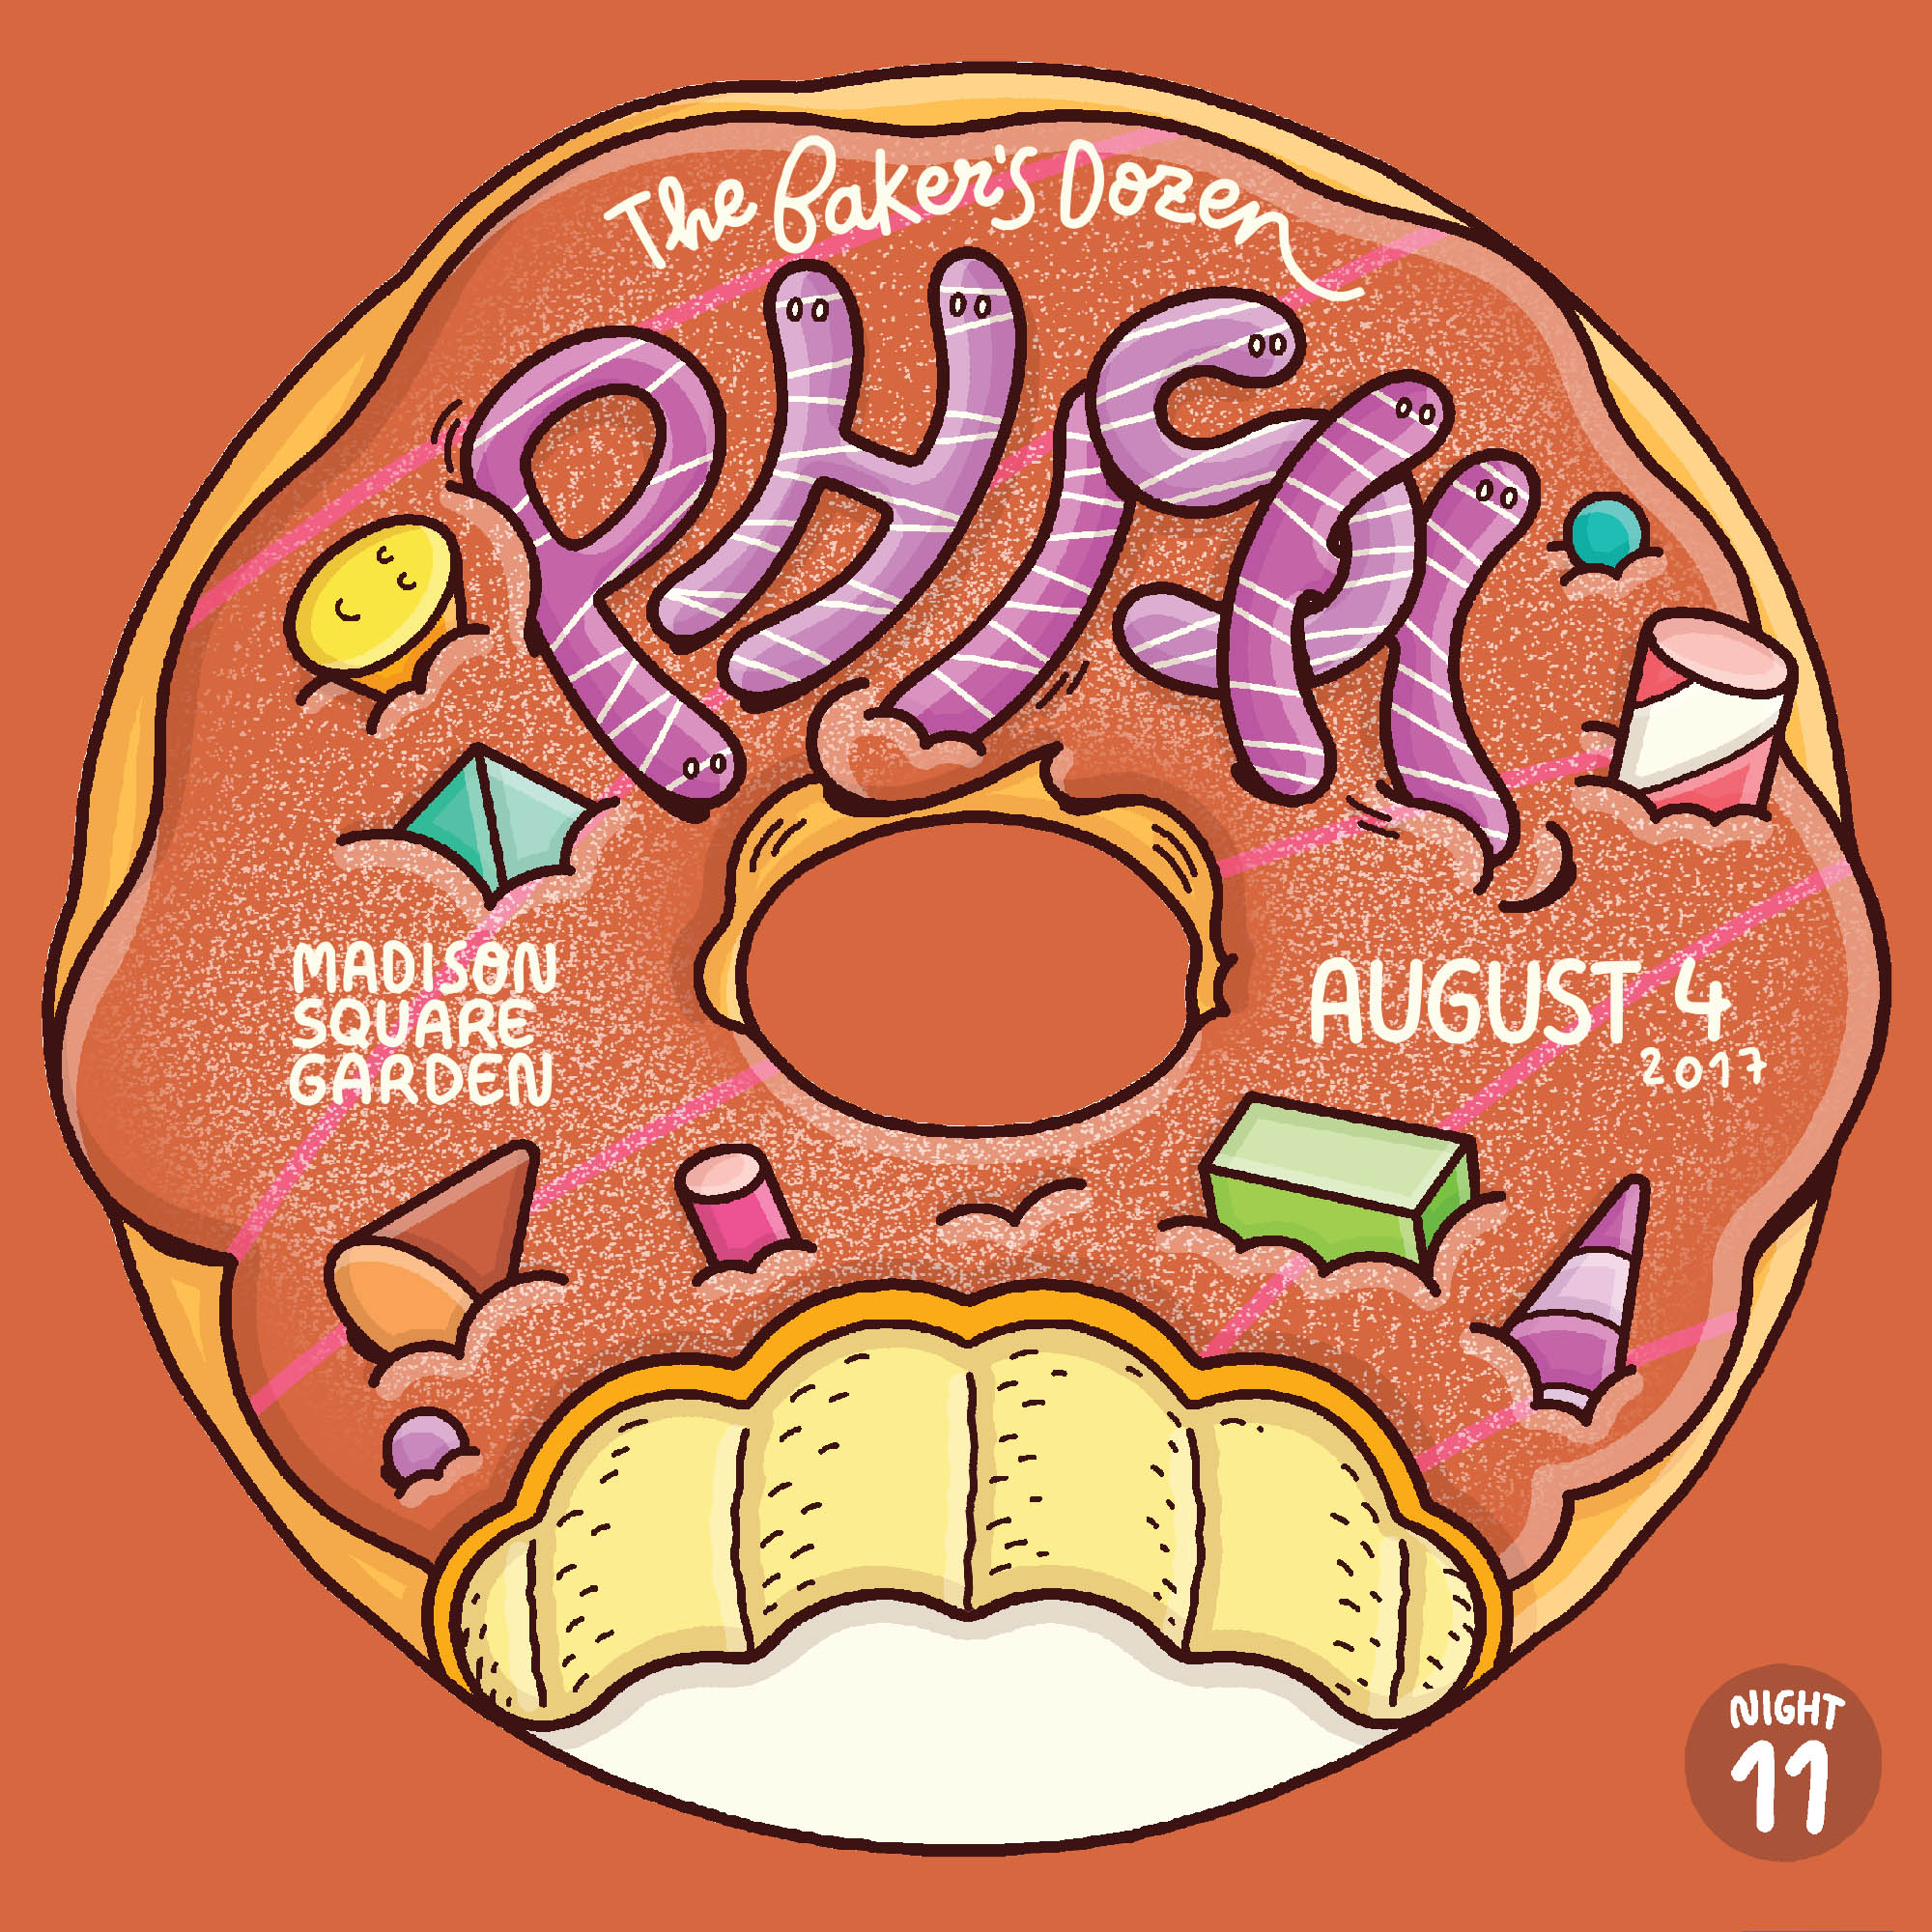 The Baker's Dozen
PHISH
MADISON
SQUARE
GARDEN
AUGUST 4
2017
NIGHT
11